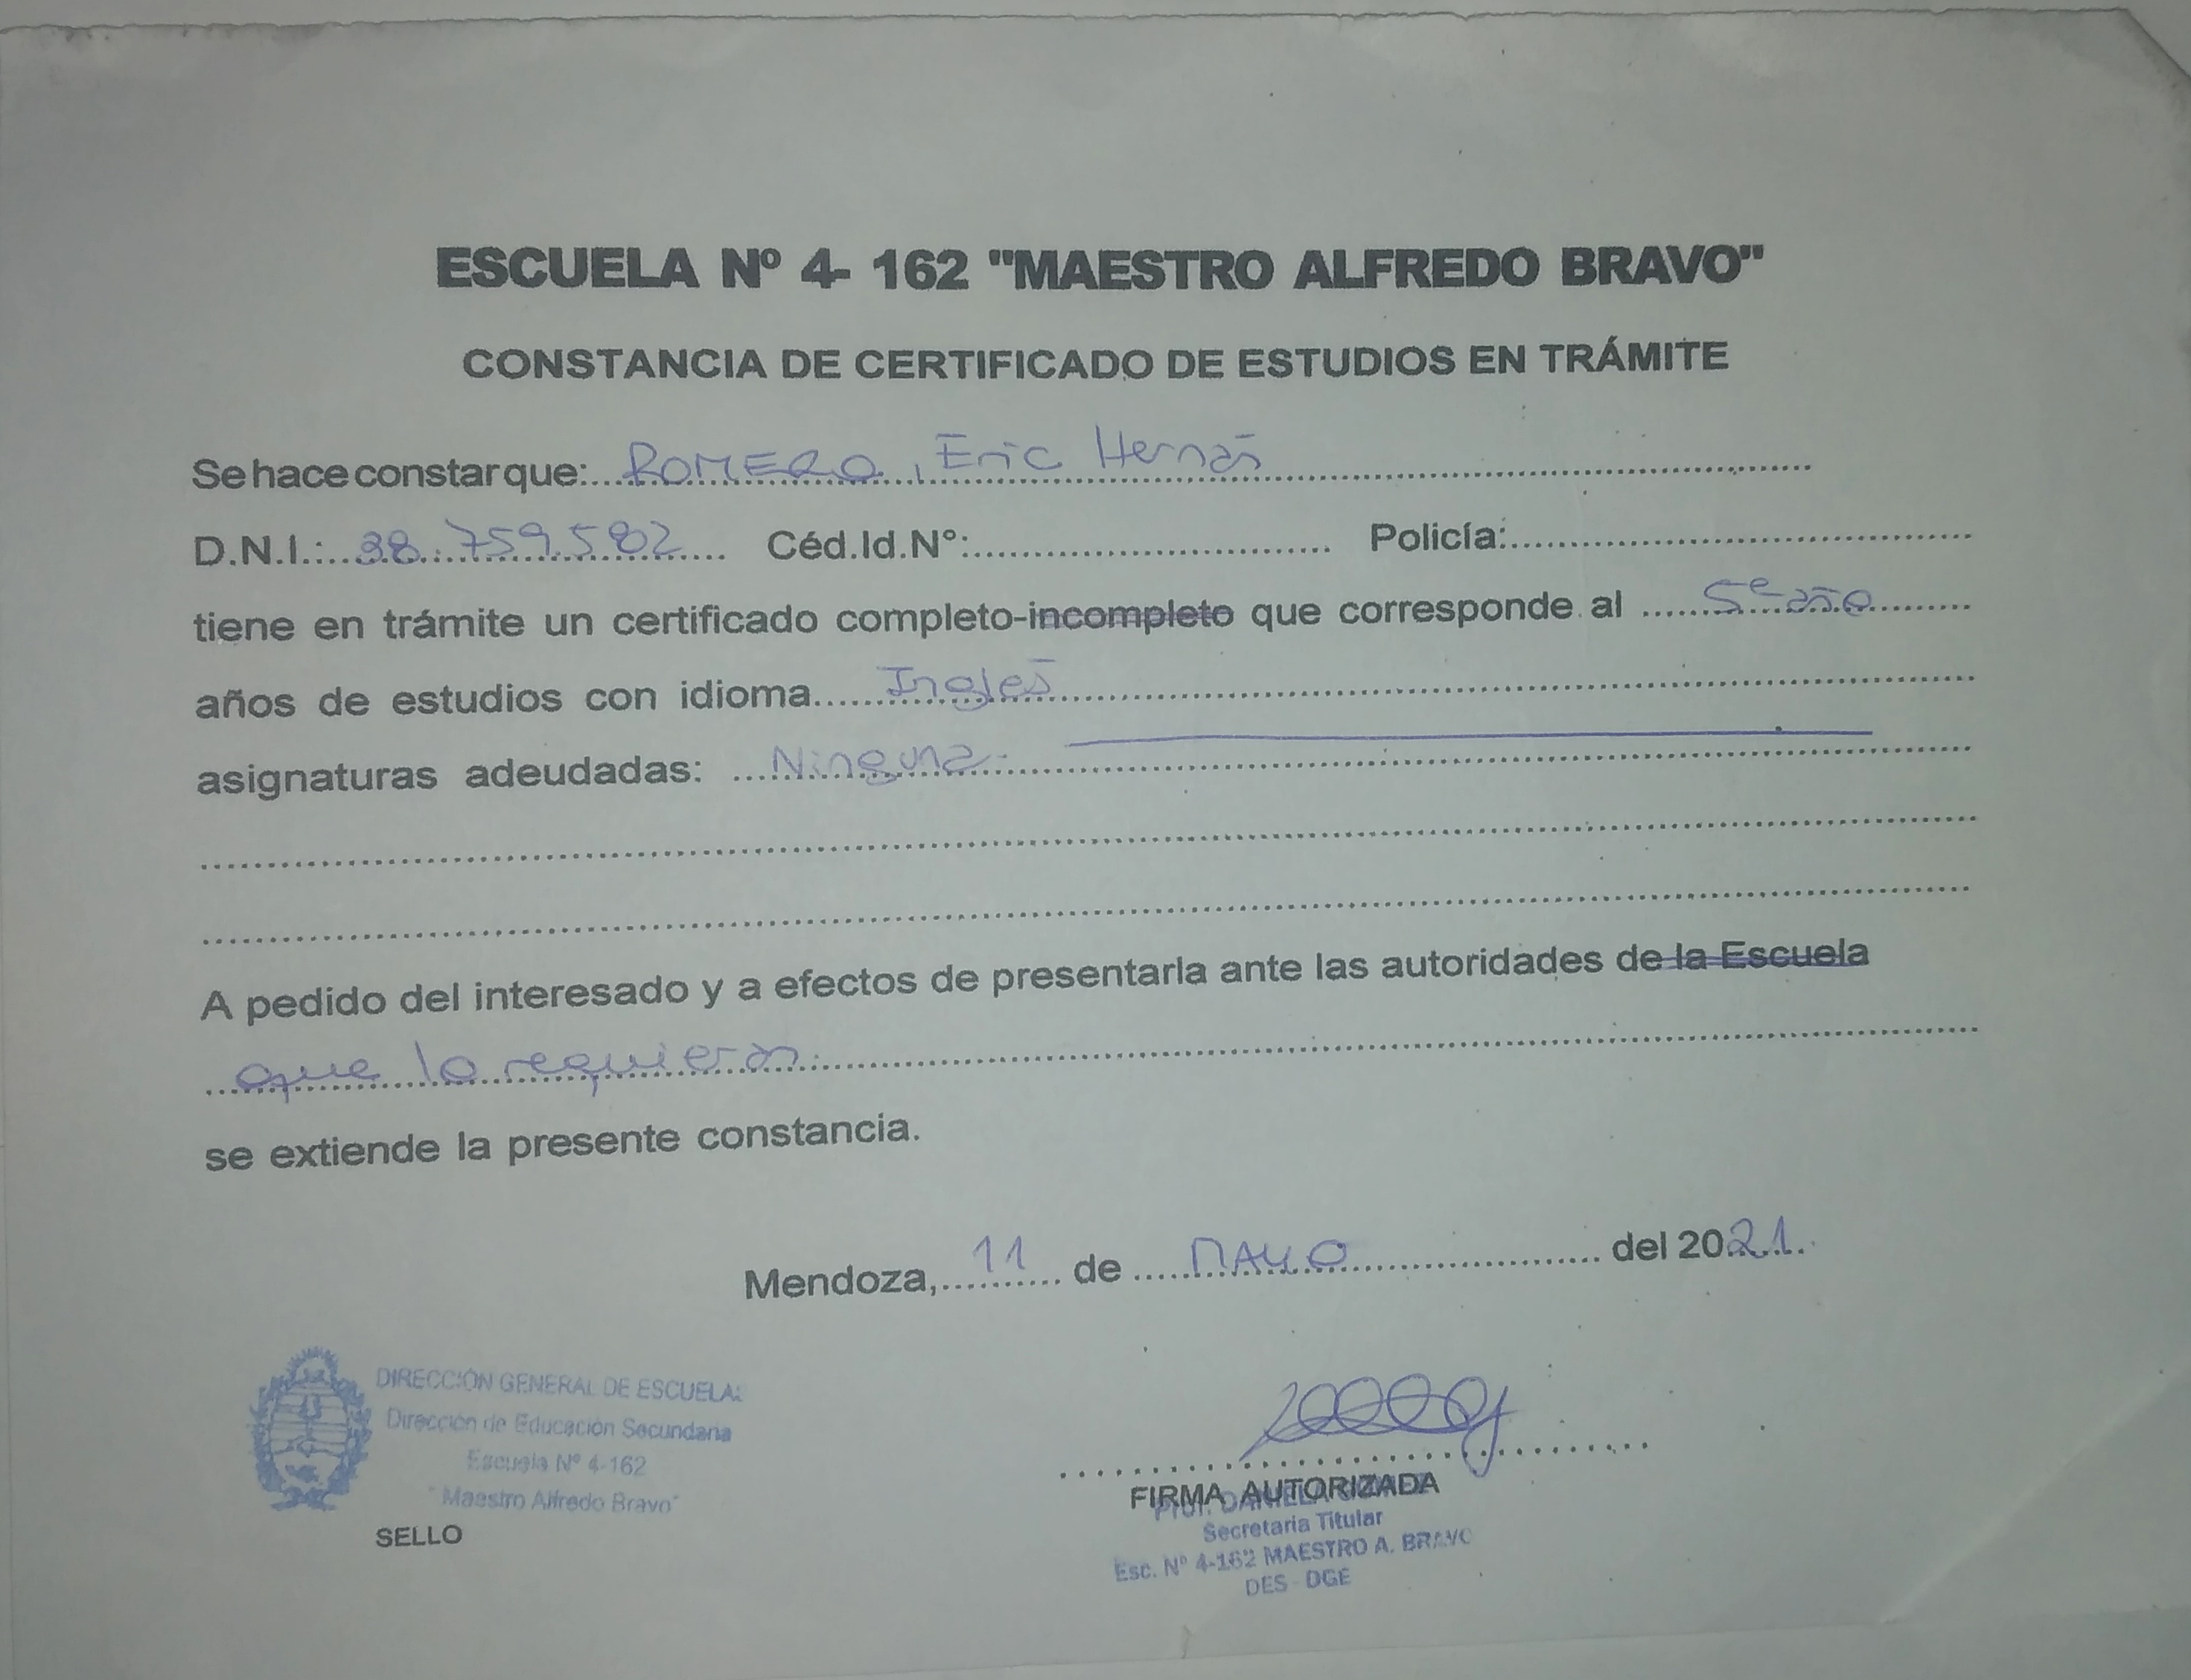 ESCUELA Nº 4- 162 "MAESTRO ALFREDO BRAVO"
CONSTANCIA DE CERTIFICADO DE ESTUDIOS EN TRÁMITE
Se hace constar que: ROMERO, Eric Hernán
D.N.I.: 38.759.582 Céd.Id.N°: Policía:
tiene en trámite un certificado completo-incompleto que corresponde al 5º año
años de estudios con idioma Inglés
asignaturas adeudadas: Ninguna.
A pedido del interesado y a efectos de presentarla ante las autoridades de la Escuela
que lo requieran.
se extiende la presente constancia.
Mendoza, 11 de MAYO del 2021.
DIRECCIÓN GENERAL DE ESCUELAS
Dirección de Educación Secundaria
Escuela Nº 4-162
"Maestro Alfredo Bravo"
SELLO
FIRMA AUTORIZADA
Prof. DANIELA
Secretaria Titular
Esc. Nº 4-162 MAESTRO A. BRAVO
DES - DGE